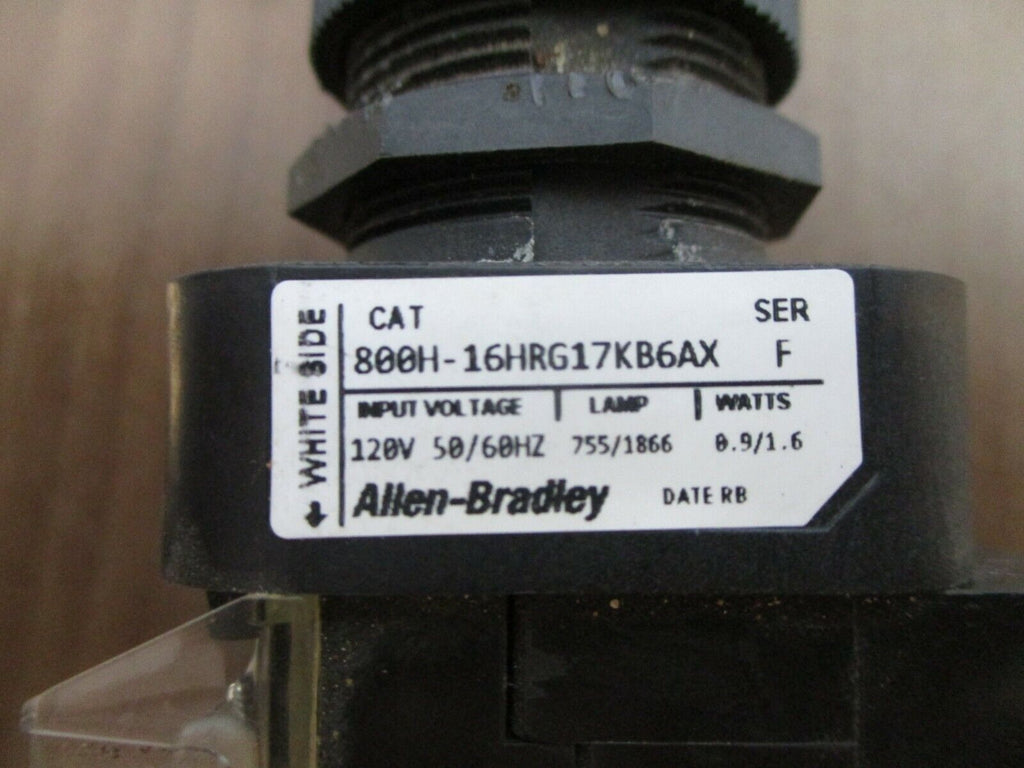 WHITE SIDE
CAT SER
800H-16HRG17KB6AX F
INPUT VOLTAGE LAMP WATTS
120V 50/60HZ 755/1866 0.9/1.6
Allen-Bradley DATE RB